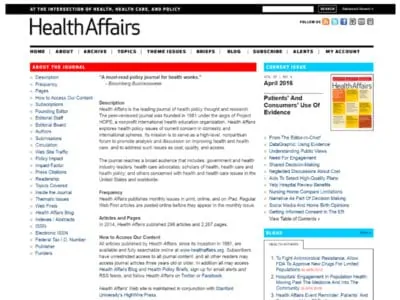 AT THE INTERSECTION OF HEALTH, HEALTH CARE, AND POLICY
HealthAffairs
FOLLOW US
HOME ABOUT ARCHIVE TOPICS THEME ISSUES BRIEFS BLOG SUBSCRIBE ALERTS MY ACCOUNT
ABOUT THE JOURNAL
Description
Frequency
Pages
How to Access Our Content
Subscriptions
Founding Editor
Editorial Staff
Editorial Board
Authors
Submissions
Circulation
Web Site Traffic
Policy Impact
Impact Factor
Press Citations
Readership
Topics Covered
Inside the Journal
Thematic Issues
Web Firsts
Health Affairs Blog
Indexes / Abstracts
ISSN
Electronic ISSN
Federal Tax I.D. Number
Publisher
Funders
"A must-read policy journal for health wonks."
—Bloomberg Businessweek
Description
Health Affairs is the leading journal of health policy thought and research.
The peer-reviewed journal was founded in 1981 under the aegis of Project
HOPE, a nonprofit international health education organization. Health Affairs
explores health policy issues of current concern in domestic and
international spheres. Its mission is to serve as a high-level, nonpartisan
forum to promote analysis and discussion on improving health and health
care, and to address such issues as cost, quality, and access.
The journal reaches a broad audience that includes: government and health
industry leaders; health care advocates; scholars of health, health care and
health policy; and others concerned with health and health care issues in the
United States and worldwide.
Frequency
Health Affairs publishes monthly issues in print, online, and on iPad. Regular
Web First articles are posted online before they appear in the monthly issue.
Articles and Pages
In 2014, Health Affairs published 298 articles and 2,267 pages.
How to Access Our Content
All articles published by Health Affairs, since its inception in 1981, are
available and fully searchable online at www.healthaffairs.org. Subscribers
have unrestricted access to all journal content; and all other readers may
access journal articles three years old or older. In addition all may access
Health Affairs Blog and Health Policy Briefs, sign up for email alerts and
RSS feeds, and follow Health Affairs on Twitter or Facebook.
Health Affairs' Web site is maintained in conjunction with Stanford
University's HighWire Press.
CURRENT ISSUE
April 2016
Patients' And
Consumers' Use Of
Evidence
HealthAffairs
From The Editor-in-Chief
DataGraphic: Using Evidence
Understanding Public Views
Need For Engagement
Shared Decision-Making
Neglected Discussions About Cost
Aids To Select High-Quality Plans
Yelp Hospital Review Benefits
Nursing Home Compare Limitations
Narrative As Part Of Decision Making
Social Media And Home Birth Opinions
Getting Informed Consent In The ER
View Table of Contents »
BLOGS
HEALTH AFFAIRS
1. To Fight Antimicrobial Resistance, Allow
FDA To Approve New Drugs For Limited
Populations
2. Hospitals' Engagement In Population Health:
Moving Past The Medicine And Into The
Community
3. Health Affairs Event Reminder: Health And